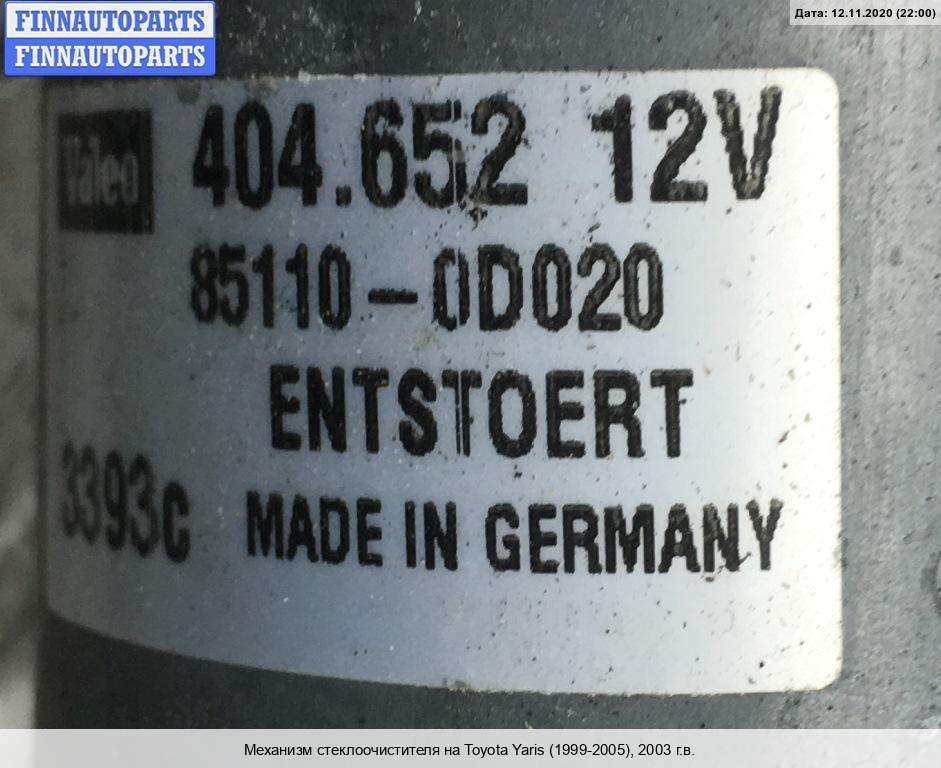 FINNAUTOPARTS
FINNAUTOPARTS
Дата: 12.11.2020 (22:00)
Valeo 404.652 12V
85110-0D020
ENTSTOERT
3393C MADE IN GERMANY
Механизм стеклоочистителя на Toyota Yaris (1999-2005), 2003 г.в.